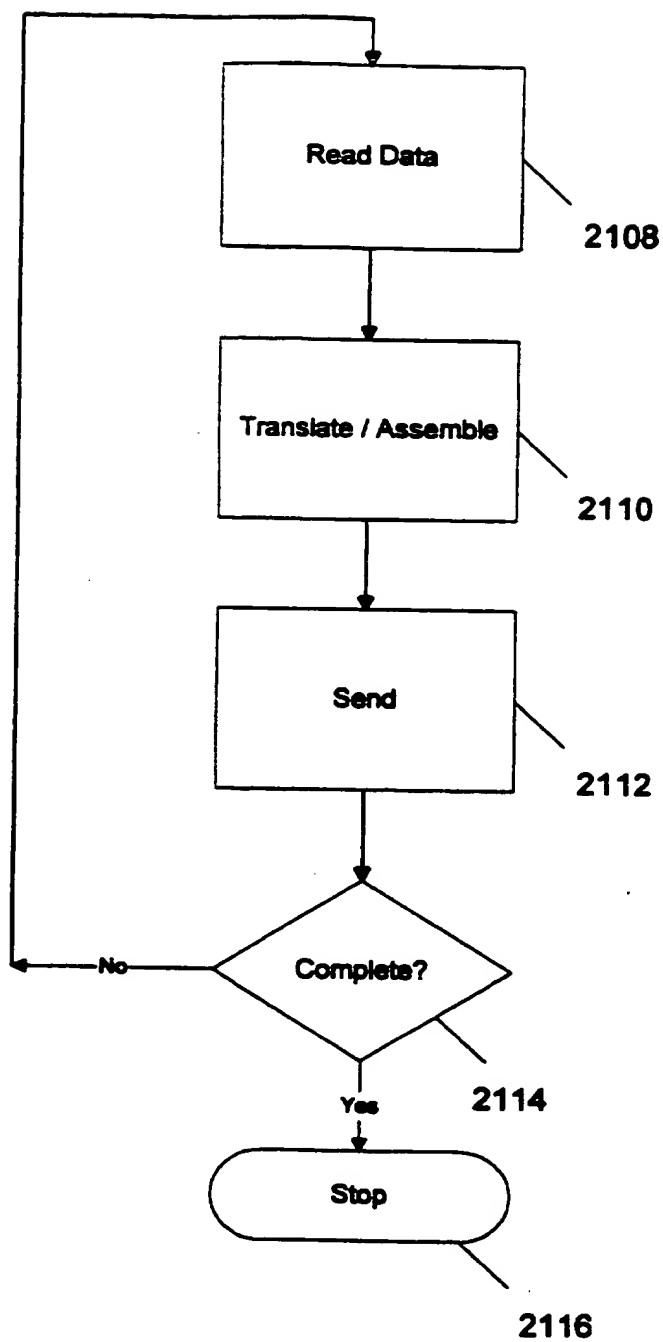 Read Data
2108
Translate / Assemble
2110
Send
2112
Complete?
No
2114
Yes
Stop
2116